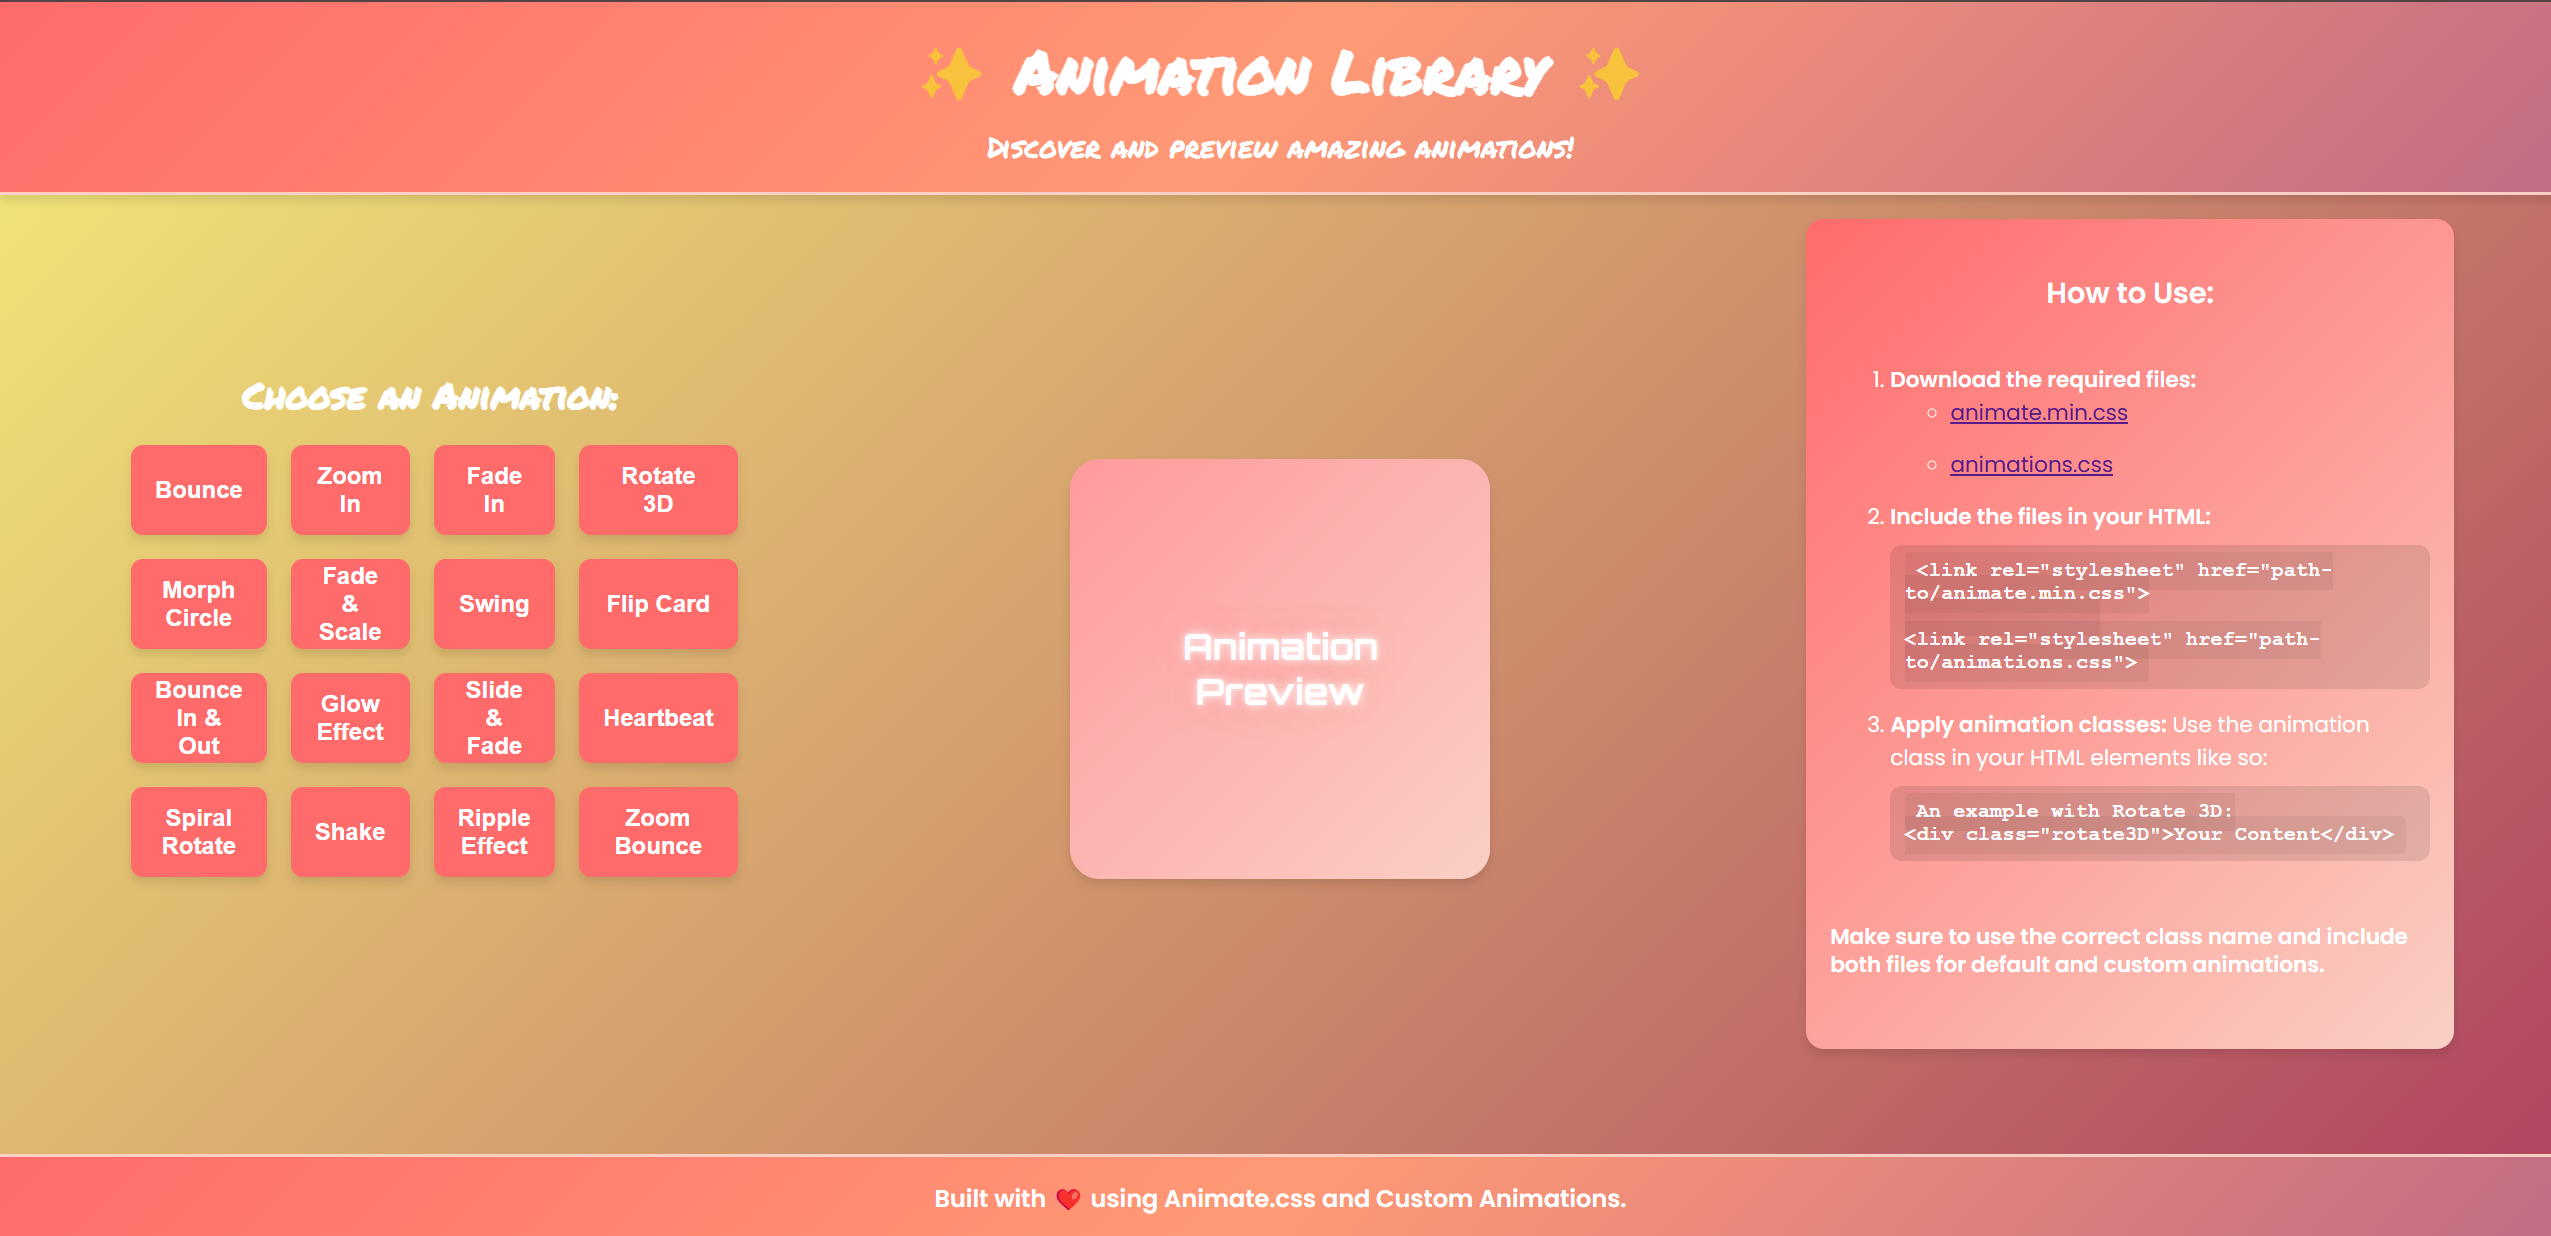 ✨ Animation Library ✨
Discover and preview amazing animations!
Choose an Animation:
Bounce
Zoom
In
Fade
In
Rotate
3D
Morph
Circle
Fade
&
Scale
Swing
Flip Card
Bounce
In &
Out
Glow
Effect
Slide
&
Fade
Heartbeat
Spiral
Rotate
Shake
Ripple
Effect
Zoom
Bounce
Animation
Preview
How to Use:
1. Download the required files:
animate.min.css
animations.css
2. Include the files in your HTML:
<link rel="stylesheet" href="path-
to/animate.min.css">
<link rel="stylesheet" href="path-
to/animations.css">
3. Apply animation classes: Use the animation
class in your HTML elements like so:
An example with Rotate 3D:
<div class="rotate3D">Your Content</div>
Make sure to use the correct class name and include
both files for default and custom animations.
Built with ❤️ using Animate.css and Custom Animations.